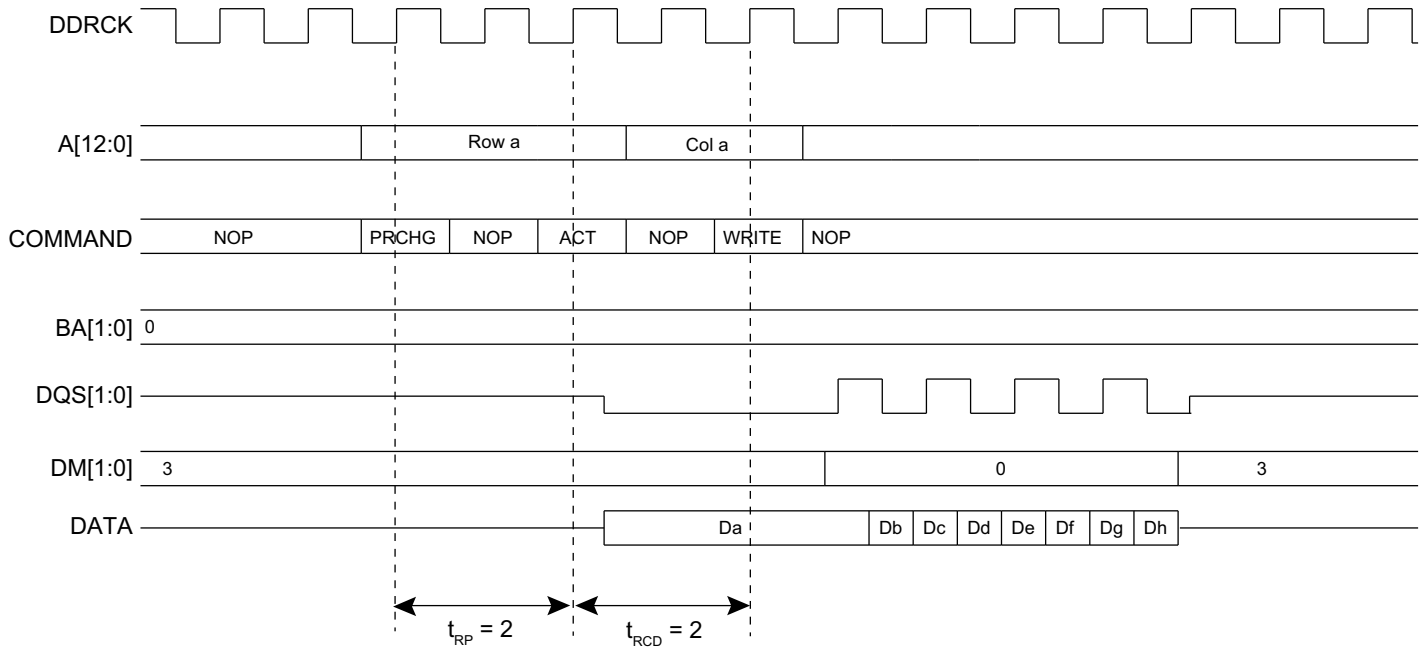 DDRCK
A[12:0] Row a Col a
COMMAND NOP PRCHG NOP ACT NOP WRITE NOP
BA[1:0] 0
DQS[1:0]
DM[1:0] 3 0 3
DATA Da Db Dc Dd De Df Dg Dh
tRP = 2 tRCD = 2